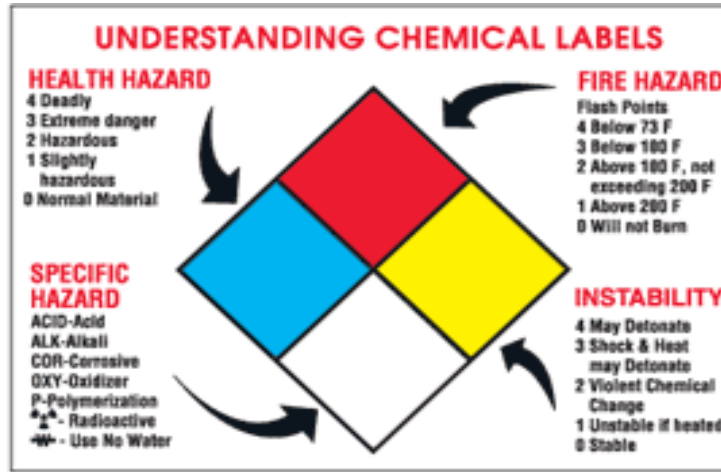 UNDERSTANDING CHEMICAL LABELS
HEALTH HAZARD
4 Deadly
3 Extreme danger
2 Hazardous
1 Slightly
hazardous
0 Normal Material
FIRE HAZARD
Flash Points
4 Below 73 F
3 Below 100 F
2 Above 100 F, not
exceeding 200 F
1 Above 200 F
0 Will not Burn
SPECIFIC
HAZARD
ACID-Acid
ALK-Alkali
COR-Corrosive
OXY-Oxidizer
P-Polymerization
- Radioactive
W - Use No Water
INSTABILITY
4 May Detonate
3 Shock & Heat
may Detonate
2 Violent Chemical
Change
1 Unstable if heated
0 Stable